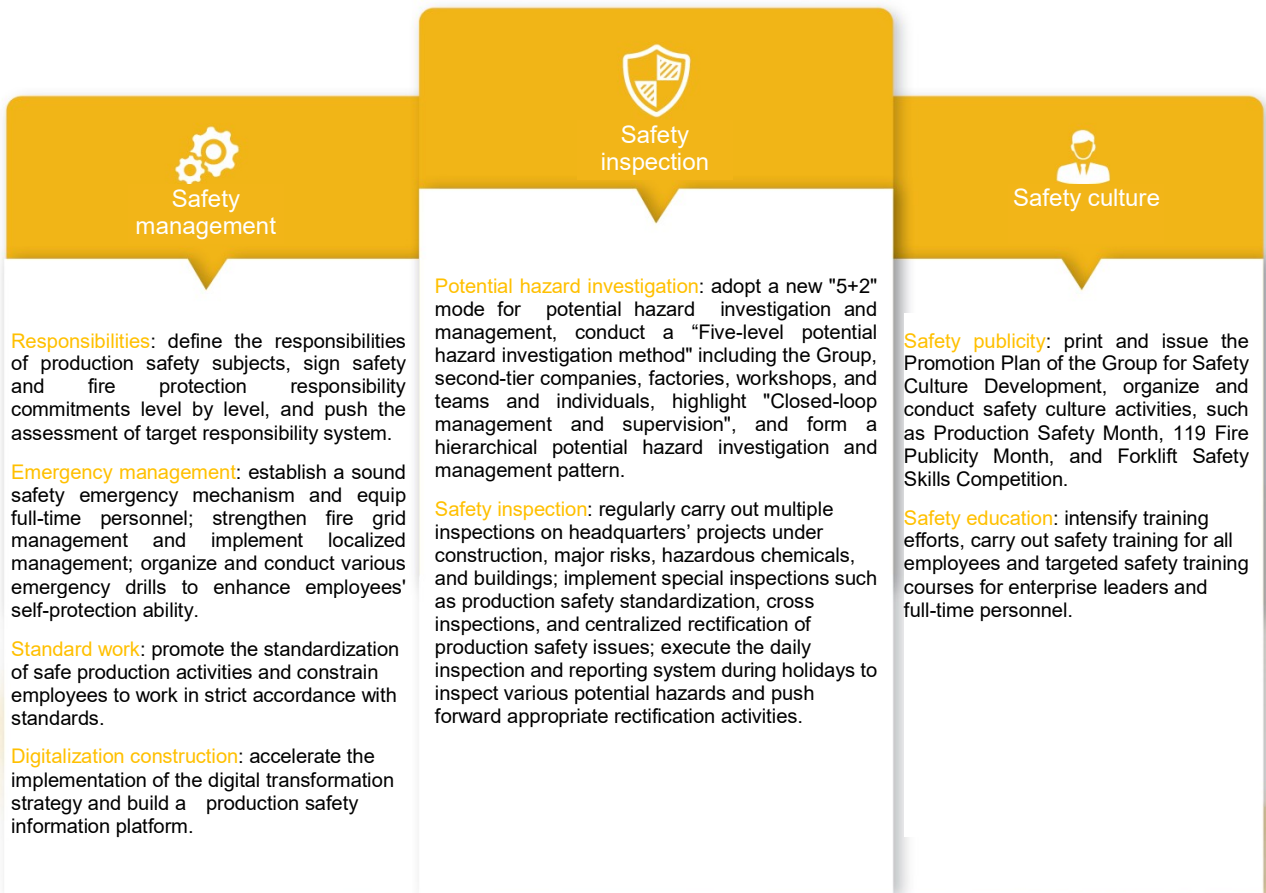 Safety
management
Responsibilities: define the responsibilities
of production safety subjects, sign safety
and fire protection responsibility
commitments level by level, and push the
assessment of target responsibility system.
Emergency management: establish a sound
safety emergency mechanism and equip
full-time personnel; strengthen fire grid
management and implement localized
management; organize and conduct various
emergency drills to enhance employees'
self-protection ability.
Standard work: promote the standardization
of safe production activities and constrain
employees to work in strict accordance with
standards.
Digitalization construction: accelerate the
implementation of the digital transformation
strategy and build a production safety
information platform.
Safety
inspection
Potential hazard investigation: adopt a new "5+2"
mode for potential hazard investigation and
management, conduct a “Five-level potential
hazard investigation method" including the Group,
second-tier companies, factories, workshops, and
teams and individuals, highlight "Closed-loop
management and supervision", and form a
hierarchical potential hazard investigation and
management pattern.
Safety inspection: regularly carry out multiple
inspections on headquarters’ projects under
construction, major risks, hazardous chemicals,
and buildings; implement special inspections such
as production safety standardization, cross
inspections, and centralized rectification of
production safety issues; execute the daily
inspection and reporting system during holidays to
inspect various potential hazards and push
forward appropriate rectification activities.
Safety culture
Safety publicity: print and issue the
Promotion Plan of the Group for Safety
Culture Development, organize and
conduct safety culture activities, such
as Production Safety Month, 119 Fire
Publicity Month, and Forklift Safety
Skills Competition.
Safety education: intensify training
efforts, carry out safety training for all
employees and targeted safety training
courses for enterprise leaders and
full-time personnel.